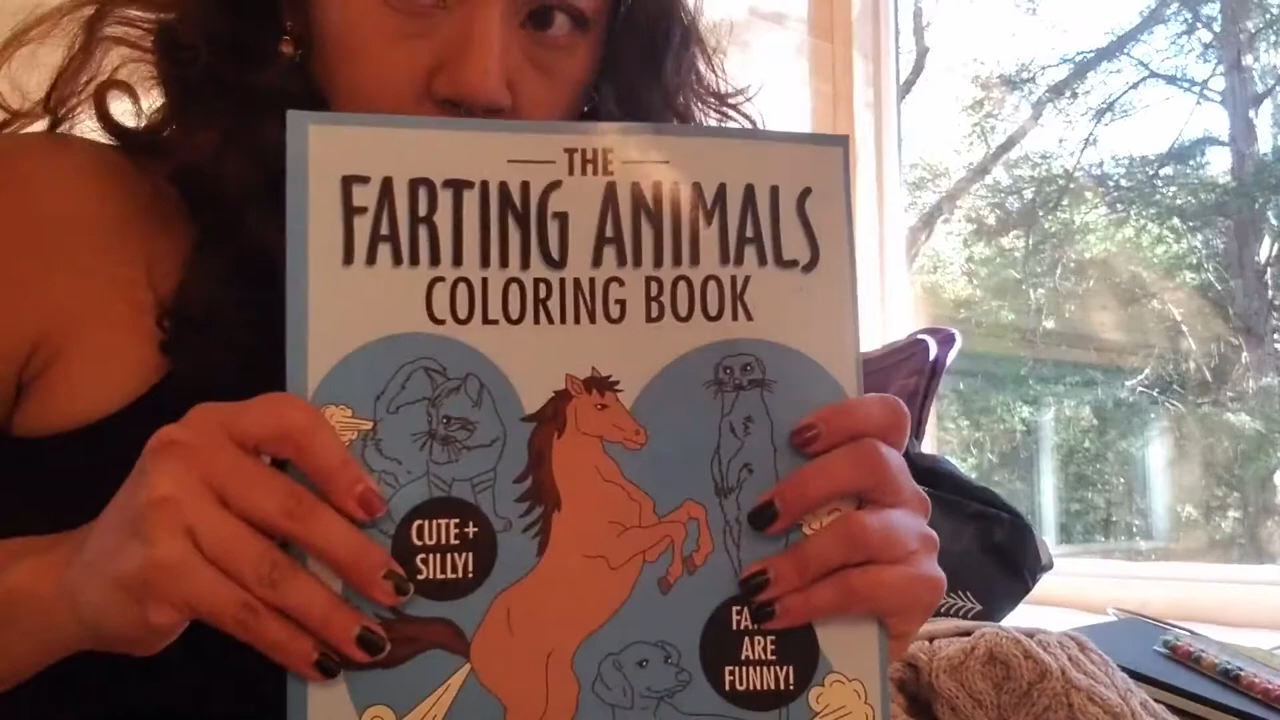 THE
FARTING ANIMALS
COLORING BOOK
CUTE +
SILLY!
ARE
FUNNY!